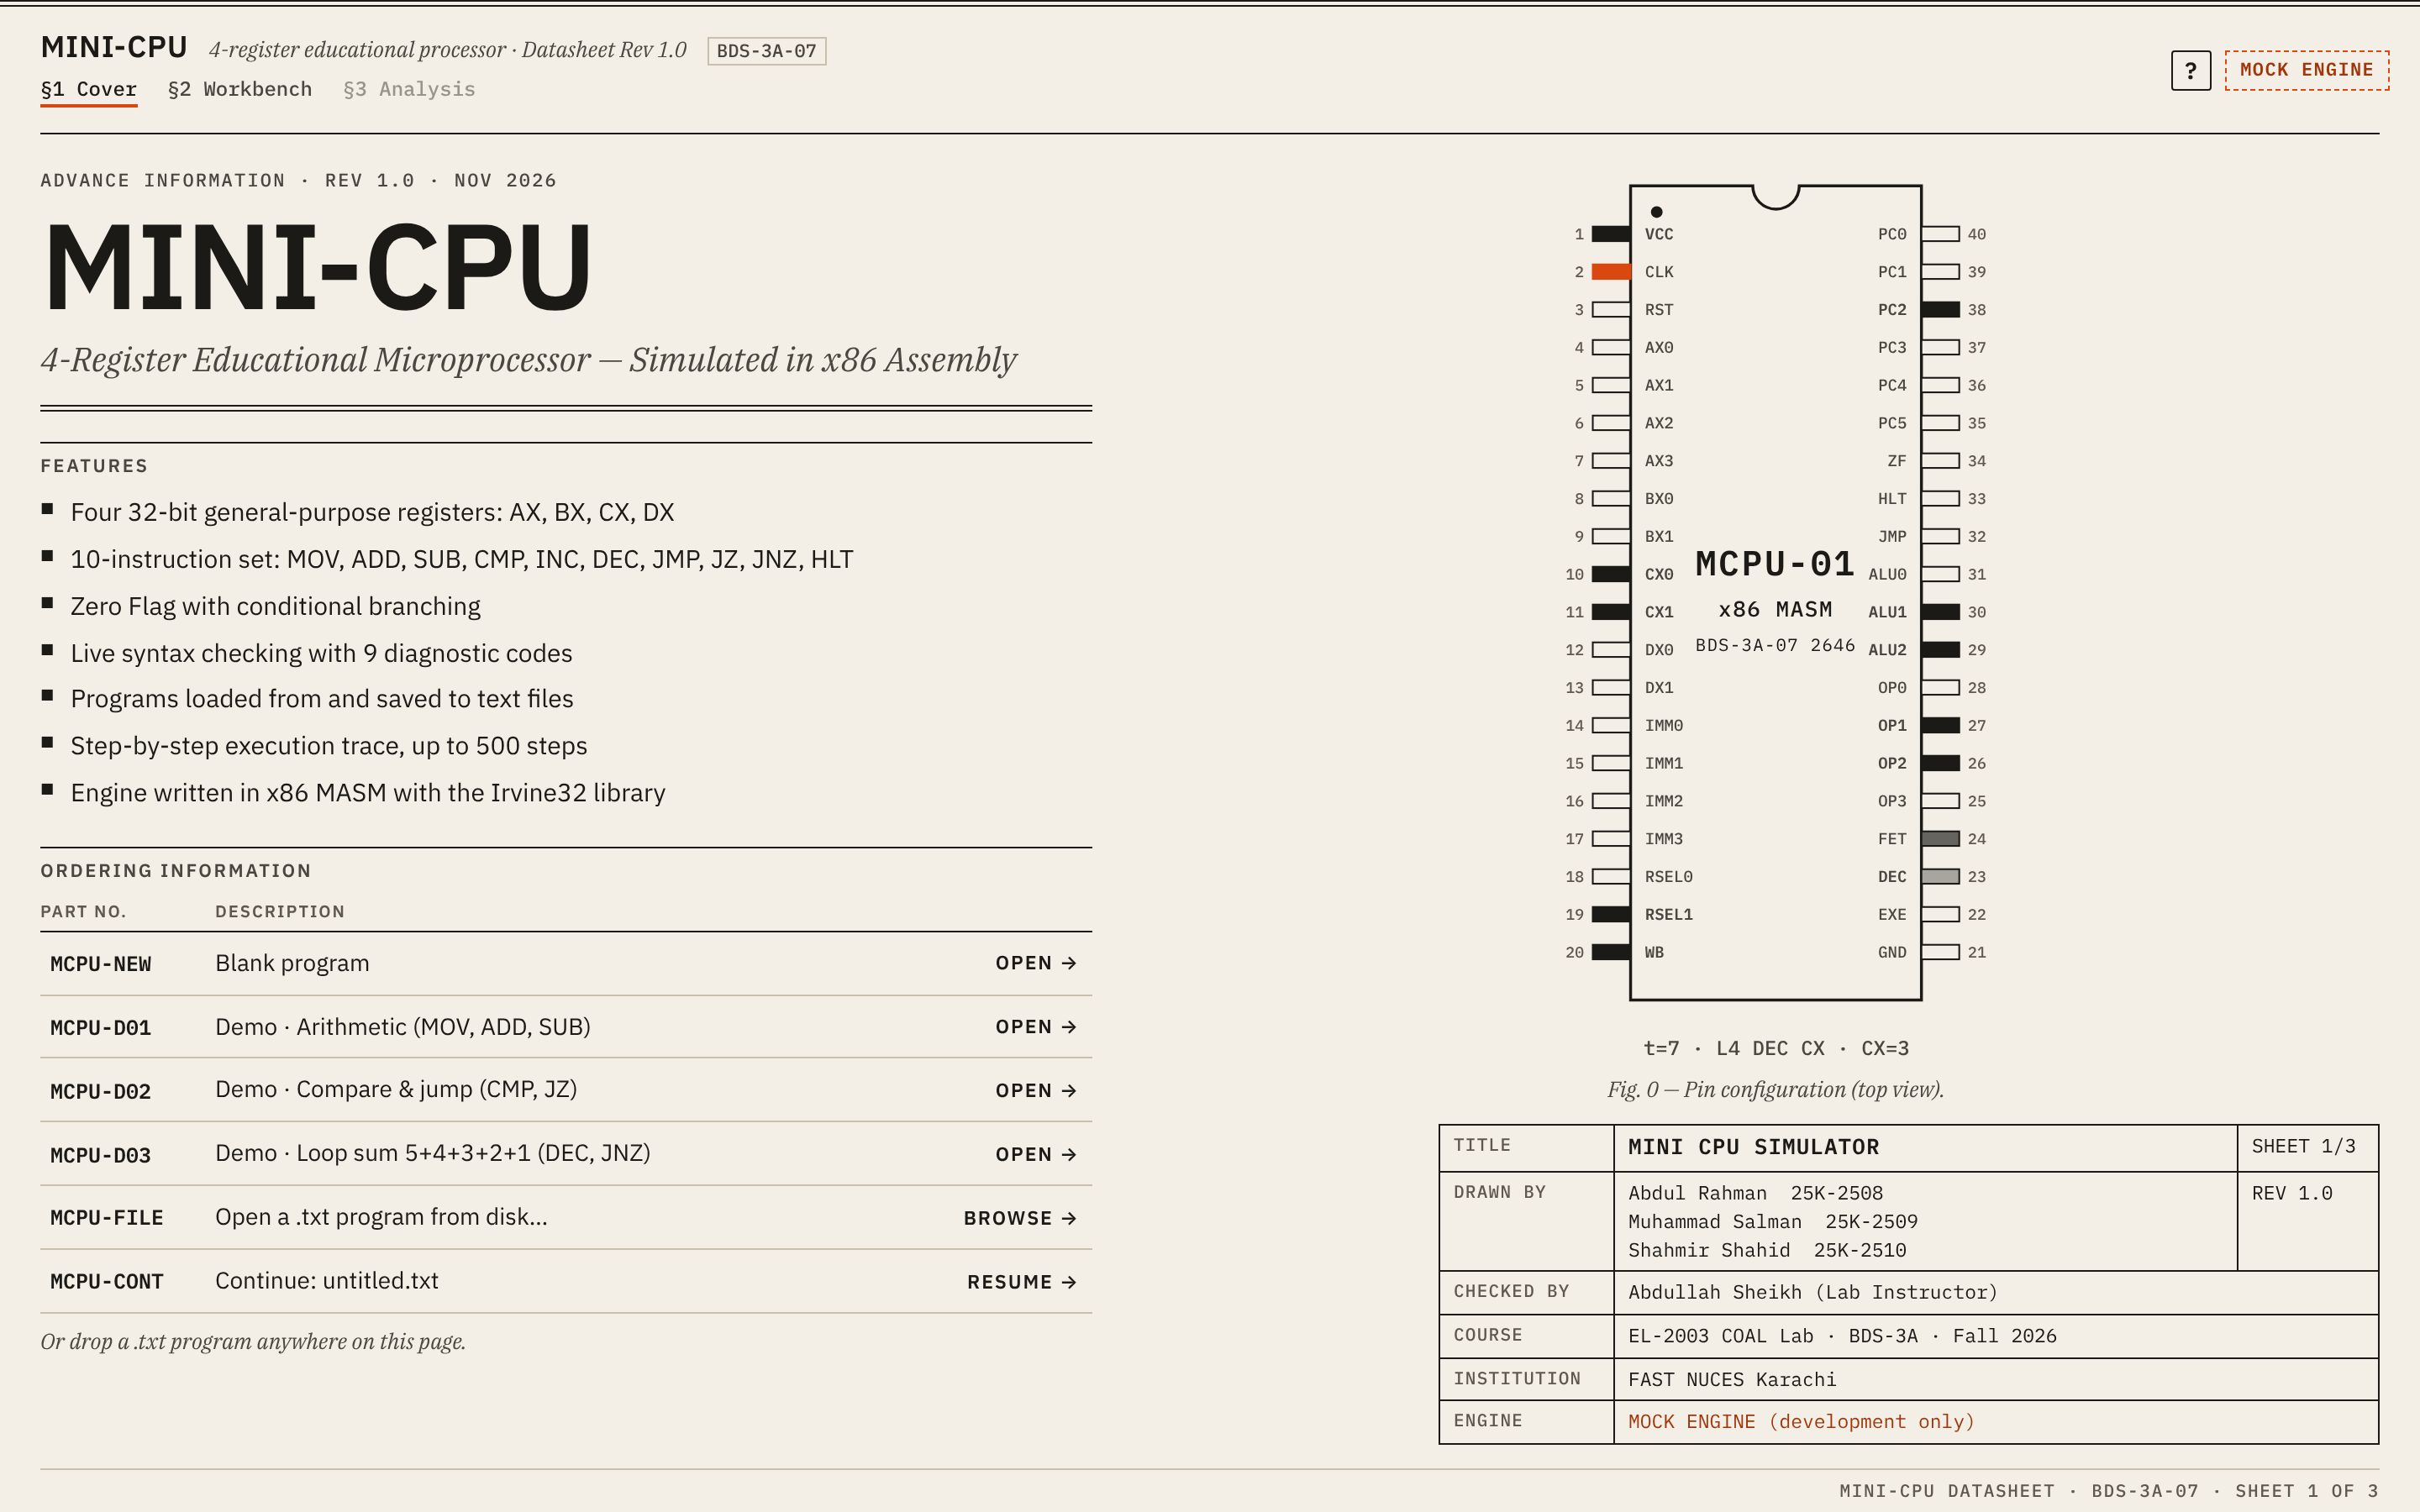 MINI-CPU 4-register educational processor · Datasheet Rev 1.0 BDS-3A-07
§1 Cover §2 Workbench §3 Analysis
? MOCK ENGINE
ADVANCE INFORMATION · REV 1.0 · NOV 2026
MINI-CPU
4-Register Educational Microprocessor — Simulated in x86 Assembly
FEATURES
■ Four 32-bit general-purpose registers: AX, BX, CX, DX
■ 10-instruction set: MOV, ADD, SUB, CMP, INC, DEC, JMP, JZ, JNZ, HLT
■ Zero Flag with conditional branching
■ Live syntax checking with 9 diagnostic codes
■ Programs loaded from and saved to text files
■ Step-by-step execution trace, up to 500 steps
■ Engine written in x86 MASM with the Irvine32 library
ORDERING INFORMATION
PART NO. DESCRIPTION
MCPU-NEW Blank program OPEN →
MCPU-D01 Demo · Arithmetic (MOV, ADD, SUB) OPEN →
MCPU-D02 Demo · Compare & jump (CMP, JZ) OPEN →
MCPU-D03 Demo · Loop sum 5+4+3+2+1 (DEC, JNZ) OPEN →
MCPU-FILE Open a .txt program from disk... BROWSE →
MCPU-CONT Continue: untitled.txt RESUME →
Or drop a .txt program anywhere on this page.
1 VCC PC0 40
2 CLK PC1 39
3 RST PC2 38
4 AX0 PC3 37
5 AX1 PC4 36
6 AX2 PC5 35
7 AX3 ZF 34
8 BX0 HLT 33
9 BX1 JMP 32
MCPU-01
10 CX0 ALU0 31
x86 MASM
11 CX1 ALU1 30
BDS-3A-07 2646
12 DX0 ALU2 29
13 DX1 OP0 28
14 IMM0 OP1 27
15 IMM1 OP2 26
16 IMM2 OP3 25
17 IMM3 FET 24
18 RSEL0 DEC 23
19 RSEL1 EXE 22
20 WB GND 21
t=7 · L4 DEC CX · CX=3
Fig. 0 — Pin configuration (top view).
TITLE MINI CPU SIMULATOR SHEET 1/3
DRAWN BY Abdul Rahman 25K-2508 REV 1.0
Muhammad Salman 25K-2509
Shahmir Shahid 25K-2510
CHECKED BY Abdullah Sheikh (Lab Instructor)
COURSE EL-2003 COAL Lab · BDS-3A · Fall 2026
INSTITUTION FAST NUCES Karachi
ENGINE MOCK ENGINE (development only)
MINI-CPU DATASHEET · BDS-3A-07 · SHEET 1 OF 3